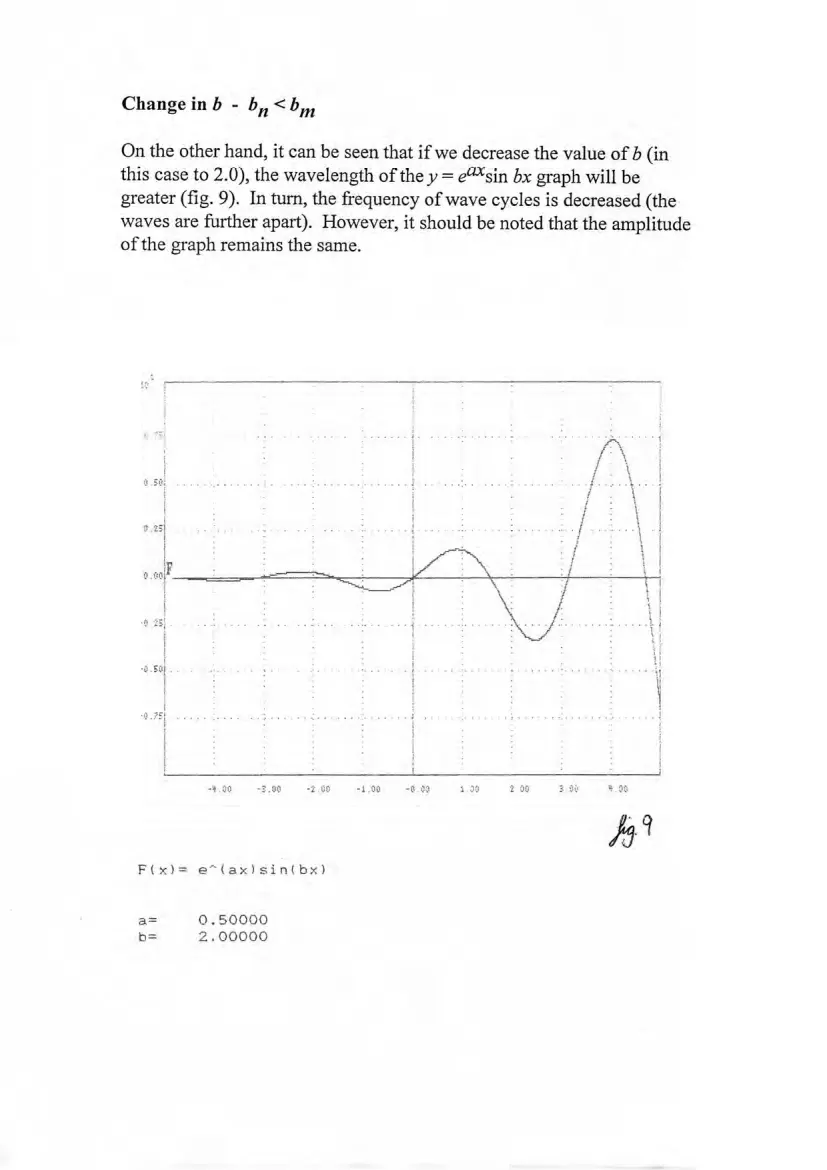 Change in b - bn < bm
On the other hand, it can be seen that if we decrease the value of b (in
this case to 2.0), the wavelength of the y = e^ax sin bx graph will be
greater (fig. 9). In turn, the frequency of wave cycles is decreased (the
waves are further apart). However, it should be noted that the amplitude
of the graph remains the same.
10
0.75
0.50
0.25
0.00 F
-0.25
-0.50
-0.75
-4.00 -3.00 -2.00 -1.00 -0.00 1.00 2.00 3.00 4.00
fig. 9
F(x)= e^(ax)sin(bx)
a= 0.50000
b= 2.00000